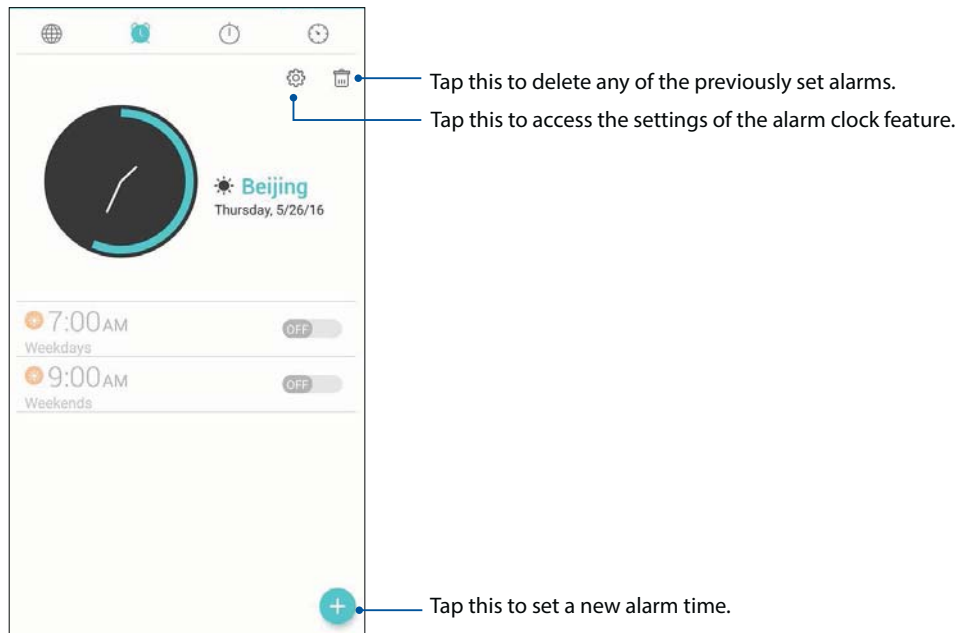 Tap this to delete any of the previously set alarms.
Tap this to access the settings of the alarm clock feature.
Beijing
Thursday, 5/26/16
7:00AM
OFF
Weekdays
9:00AM
OFF
Weekends
Tap this to set a new alarm time.